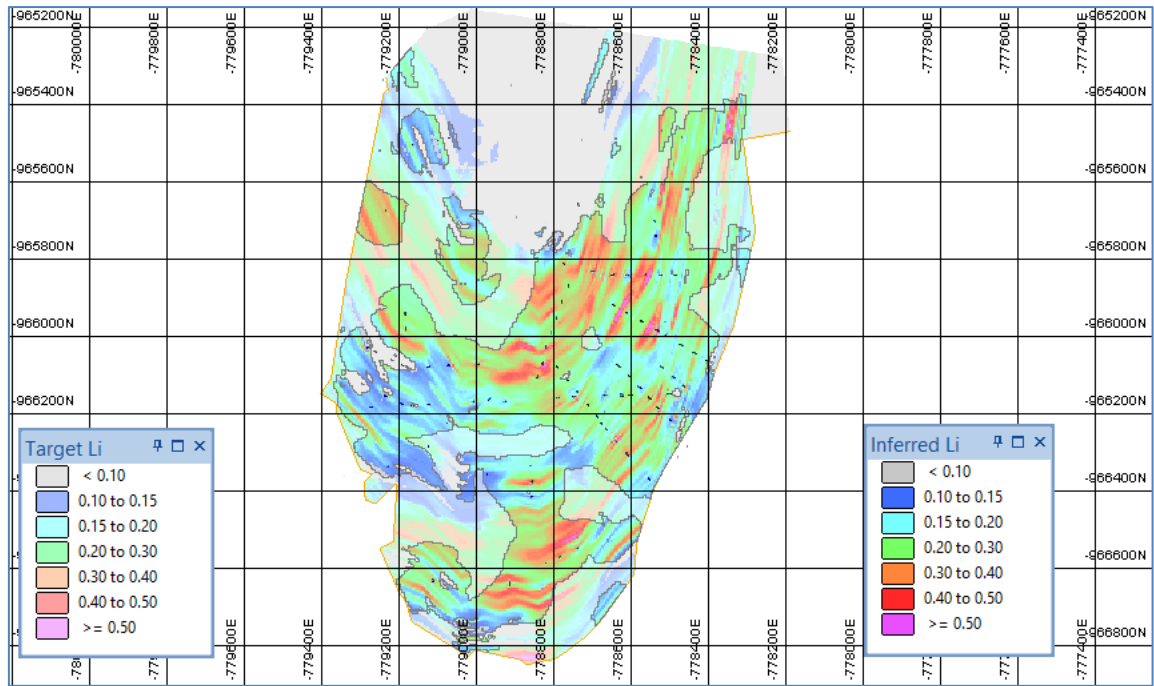 -965200N
-780000E
-779800E
-779600E
-779400E
-779200E
-779000E
-778800E
-778600E
-778400E
-778200E
-778000E
-777800E
-777600E
-777400E
-965200N
-965400N
-965400N
-965600N
-965600N
-965800N
-965800N
-966000N
-966000N
-966200N
-966200N
Target Li
< 0.10
0.10 to 0.15
0.15 to 0.20
0.20 to 0.30
0.30 to 0.40
0.40 to 0.50
>= 0.50
Inferred Li
< 0.10
0.10 to 0.15
0.15 to 0.20
0.20 to 0.30
0.30 to 0.40
0.40 to 0.50
>= 0.50
-966400N
-966600N
-966800N
-779600E
-779400E
-779200E
-779000E
-778800E
-778600E
-778400E
-778200E
-778000E
-777400E